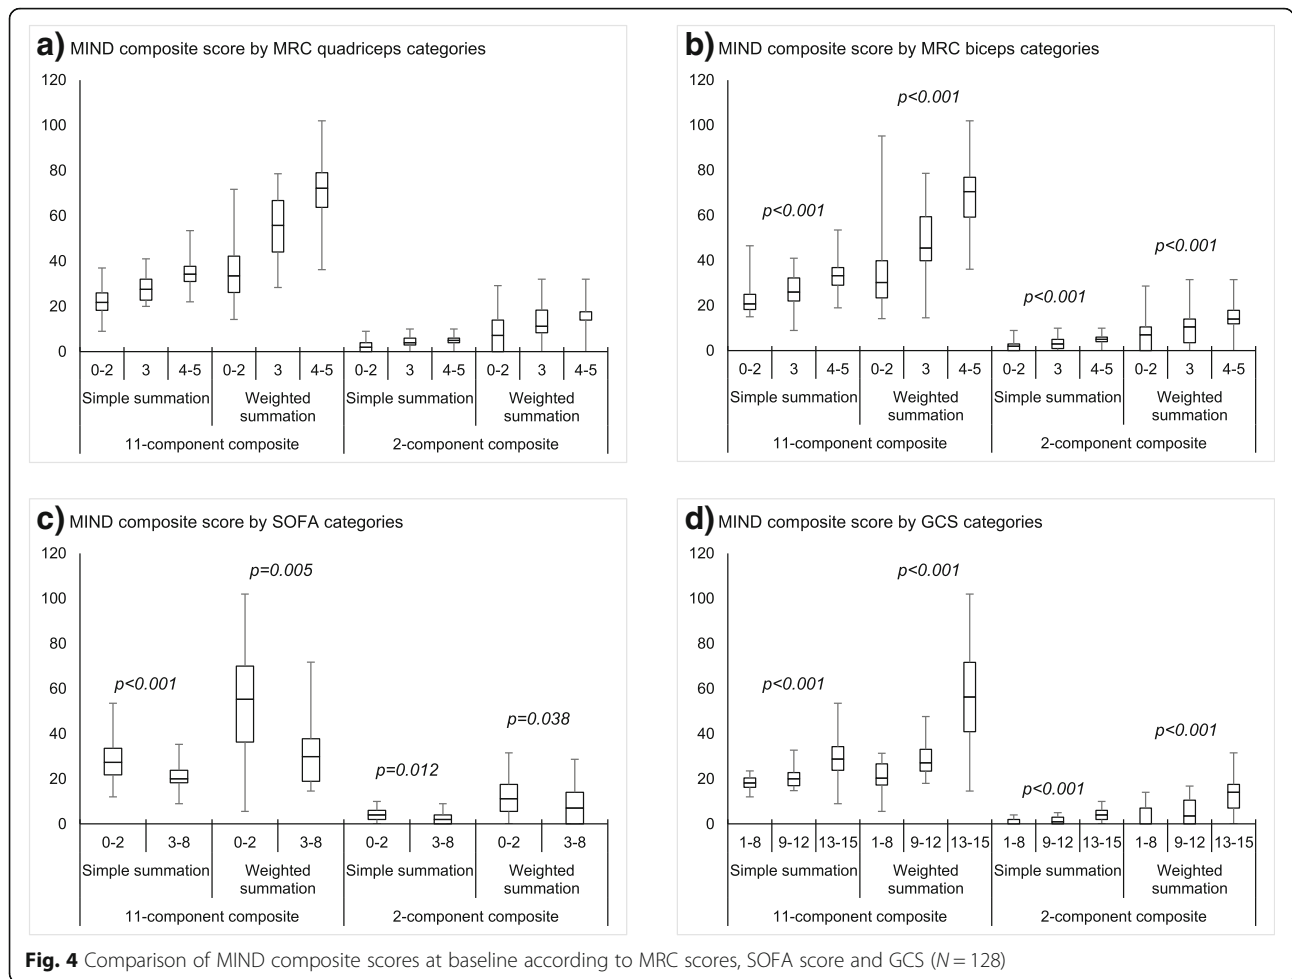 a) MIND composite score by MRC quadriceps categories
120
100
80
60
40
20
0
0-2 3 4-5 0-2 3 4-5 0-2 3 4-5 0-2 3 4-5
Simple summation Weighted summation Simple summation Weighted summation
11-component composite 2-component composite
b) MIND composite score by MRC biceps categories
120
100
80
60
40
20
0
p<0.001
p<0.001
p<0.001
p<0.001
0-2 3 4-5 0-2 3 4-5 0-2 3 4-5 0-2 3 4-5
Simple summation Weighted summation Simple summation Weighted summation
11-component composite 2-component composite
c) MIND composite score by SOFA categories
120
100
80
60
40
20
0
p<0.001
p=0.005
p=0.012
p=0.038
0-2 3-8 0-2 3-8 0-2 3-8 0-2 3-8
Simple summation Weighted summation Simple summation Weighted summation
11-component composite 2-component composite
d) MIND composite score by GCS categories
120
100
80
60
40
20
0
p<0.001
p<0.001
p<0.001
p<0.001
1-8 9-12 13-15 1-8 9-12 13-15 1-8 9-12 13-15 1-8 9-12 13-15
Simple summation Weighted summation Simple summation Weighted summation
11-component composite 2-component composite
Fig. 4 Comparison of MIND composite scores at baseline according to MRC scores, SOFA score and GCS (N = 128)